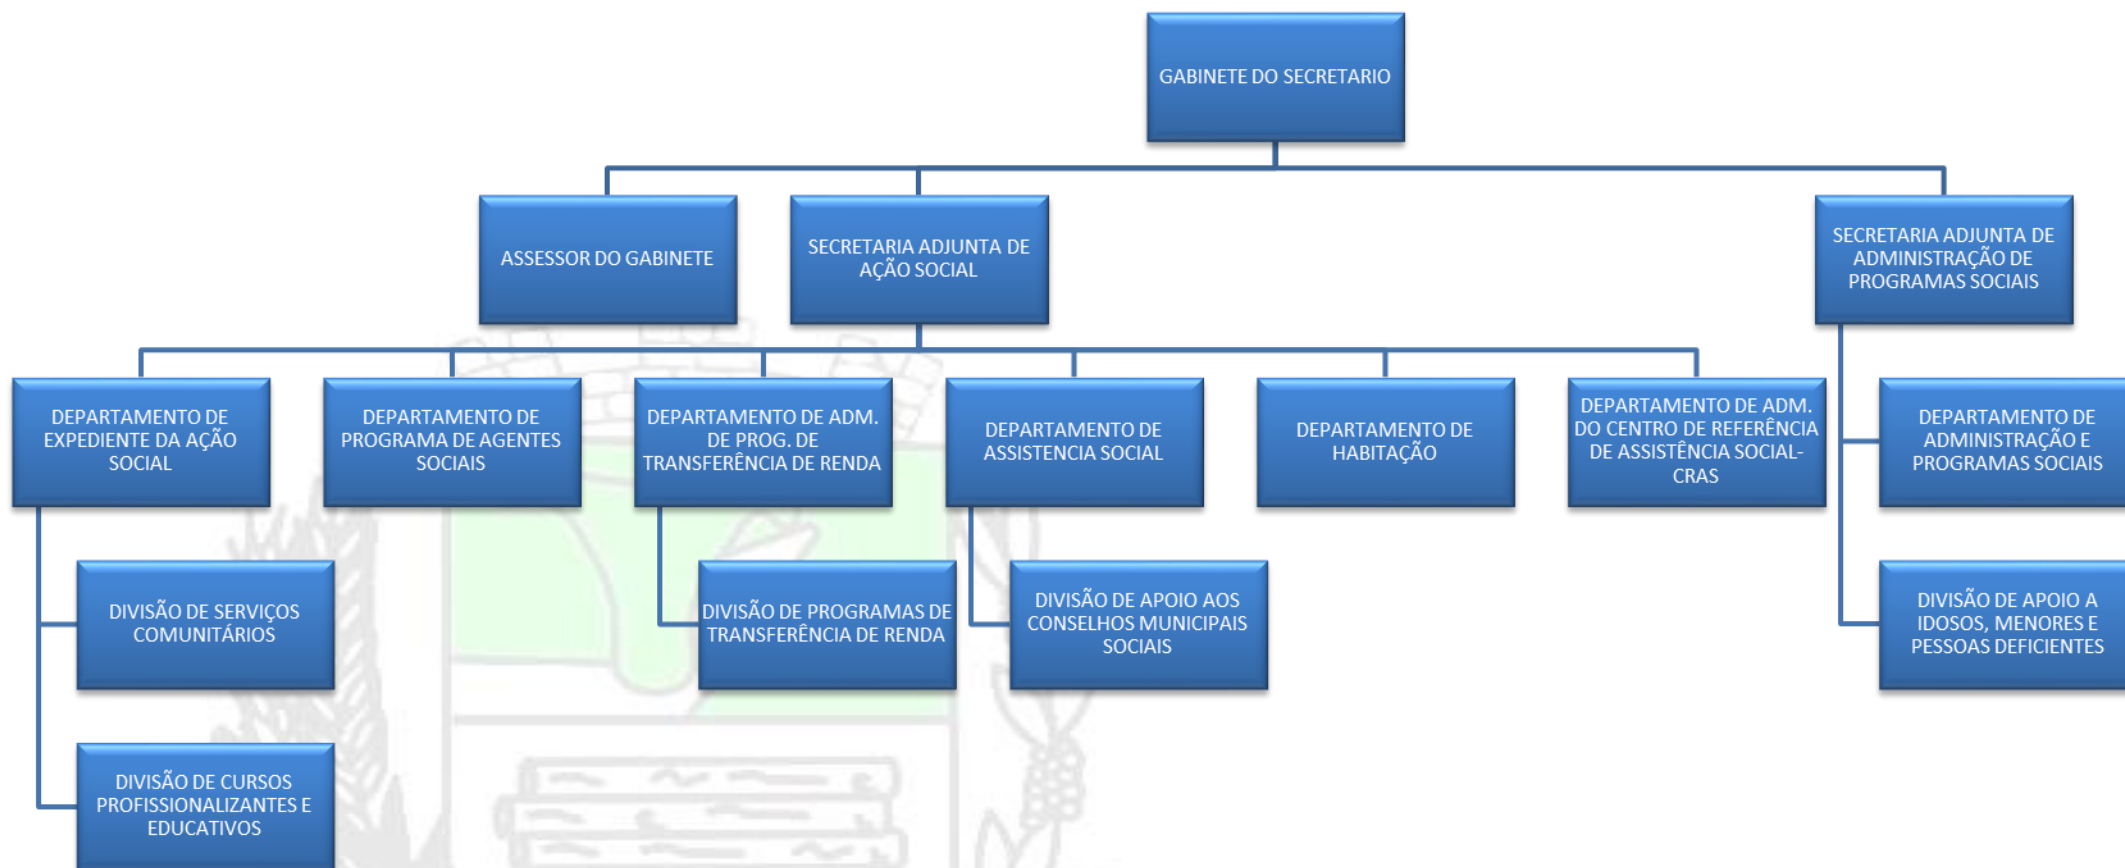 GABINETE DO SECRETARIO
ASSESSOR DO GABINETE
SECRETARIA ADJUNTA DE
AÇÃO SOCIAL
SECRETARIA ADJUNTA DE
ADMINISTRAÇÃO DE
PROGRAMAS SOCIAIS
DEPARTAMENTO DE
EXPEDIENTE DA AÇÃO
SOCIAL
DEPARTAMENTO DE
PROGRAMA DE AGENTES
SOCIAIS
DEPARTAMENTO DE ADM.
DE PROG. DE
TRANSFERÊNCIA DE RENDA
DEPARTAMENTO DE
ASSISTENCIA SOCIAL
DEPARTAMENTO DE
HABITAÇÃO
DEPARTAMENTO DE ADM.
DO CENTRO DE REFERÊNCIA
DE ASSISTÊNCIA SOCIAL-
CRAS
DEPARTAMENTO DE
ADMINISTRAÇÃO E
PROGRAMAS SOCIAIS
DIVISÃO DE SERVIÇOS
COMUNITÁRIOS
DIVISÃO DE PROGRAMAS DE
TRANSFERÊNCIA DE RENDA
DIVISÃO DE APOIO AOS
CONSELHOS MUNICIPAIS
SOCIAIS
DIVISÃO DE APOIO A
IDOSOS, MENORES E
PESSOAS DEFICIENTES
DIVISÃO DE CURSOS
PROFISSIONALIZANTES E
EDUCATIVOS